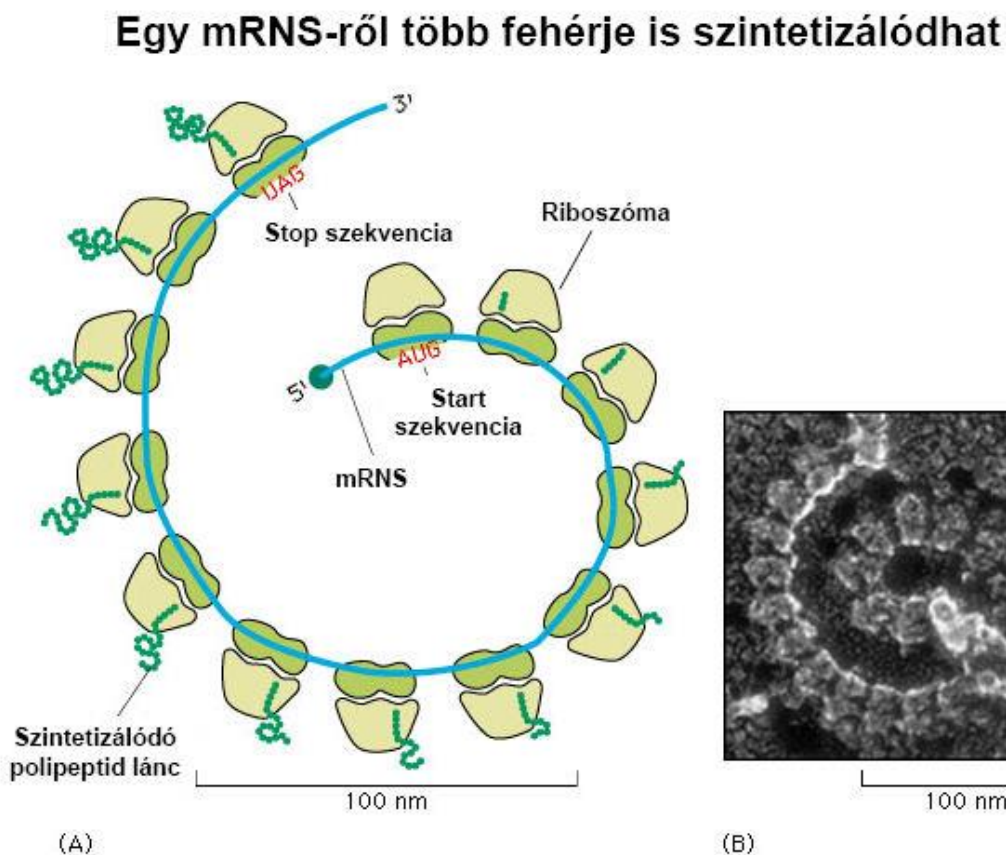 Egy mRNS-ről több fehérje is szintetizálódhat
3'
UAG
Stop szekvencia
Riboszóma
AUG
5'
Start
szekvencia
mRNS
Szintetizálódó
polipeptid lánc
100 nm
100 nm
(A)
(B)